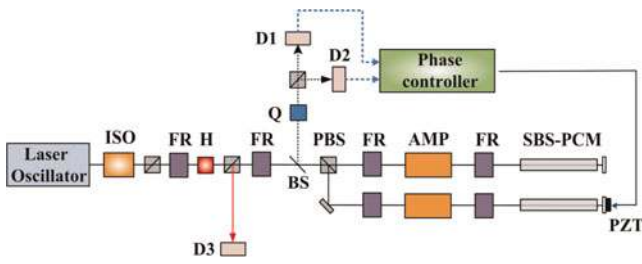 D1
D2
Phase
controller
Q
ISO
FR
H
FR
PBS
FR
AMP
FR
SBS-PCM
Laser
Oscillator
BS
PZT
D3